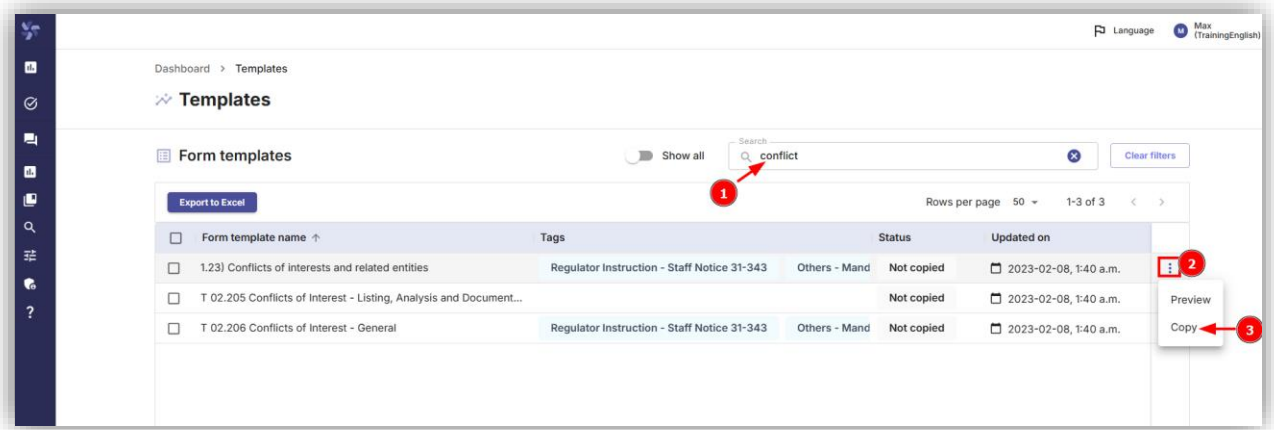 Language
M
Max
(TrainingEnglish)
Dashboard > Templates
Templates
Form templates
Show all
Search
conflict
Clear filters
1
Export to Excel
Rows per page 50
1-3 of 3
Form template name ↑ Tags Status Updated on
1.23) Conflicts of interests and related entities Regulator Instruction - Staff Notice 31-343 Others - Mand Not copied 2023-02-08, 1:40 a.m.
2
T 02.205 Conflicts of Interest - Listing, Analysis and Document... Not copied 2023-02-08, 1:40 a.m.
Preview
T 02.206 Conflicts of Interest - General Regulator Instruction - Staff Notice 31-343 Others - Mand Not copied 2023-02-08, 1:40 a.m.
Copy
3
?